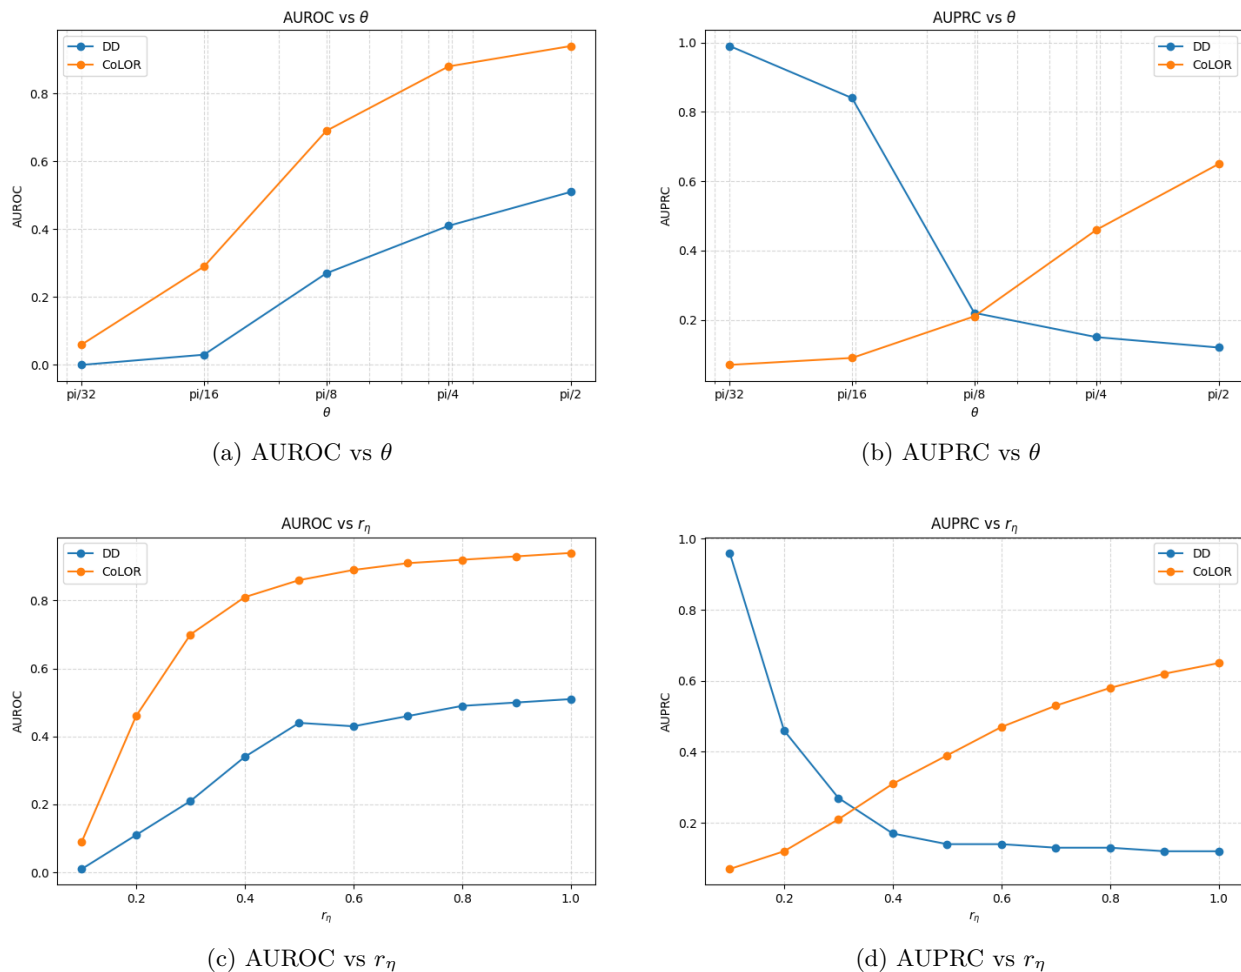 AUROC vs θ
DD
CoLOR
0.8
0.6
0.4
0.2
0.0
AUROC
pi/32 pi/16 pi/8 pi/4 pi/2
θ
(a) AUROC vs θ
AUPRC vs θ
DD
CoLOR
1.0
0.8
0.6
0.4
0.2
AUPRC
pi/32 pi/16 pi/8 pi/4 pi/2
θ
(b) AUPRC vs θ
AUROC vs rη
DD
CoLOR
0.8
0.6
0.4
0.2
0.0
AUROC
0.2 0.4 0.6 0.8 1.0
rη
(c) AUROC vs rη
AUPRC vs rη
DD
CoLOR
1.0
0.8
0.6
0.4
0.2
AUPRC
0.2 0.4 0.6 0.8 1.0
rη
(d) AUPRC vs rη